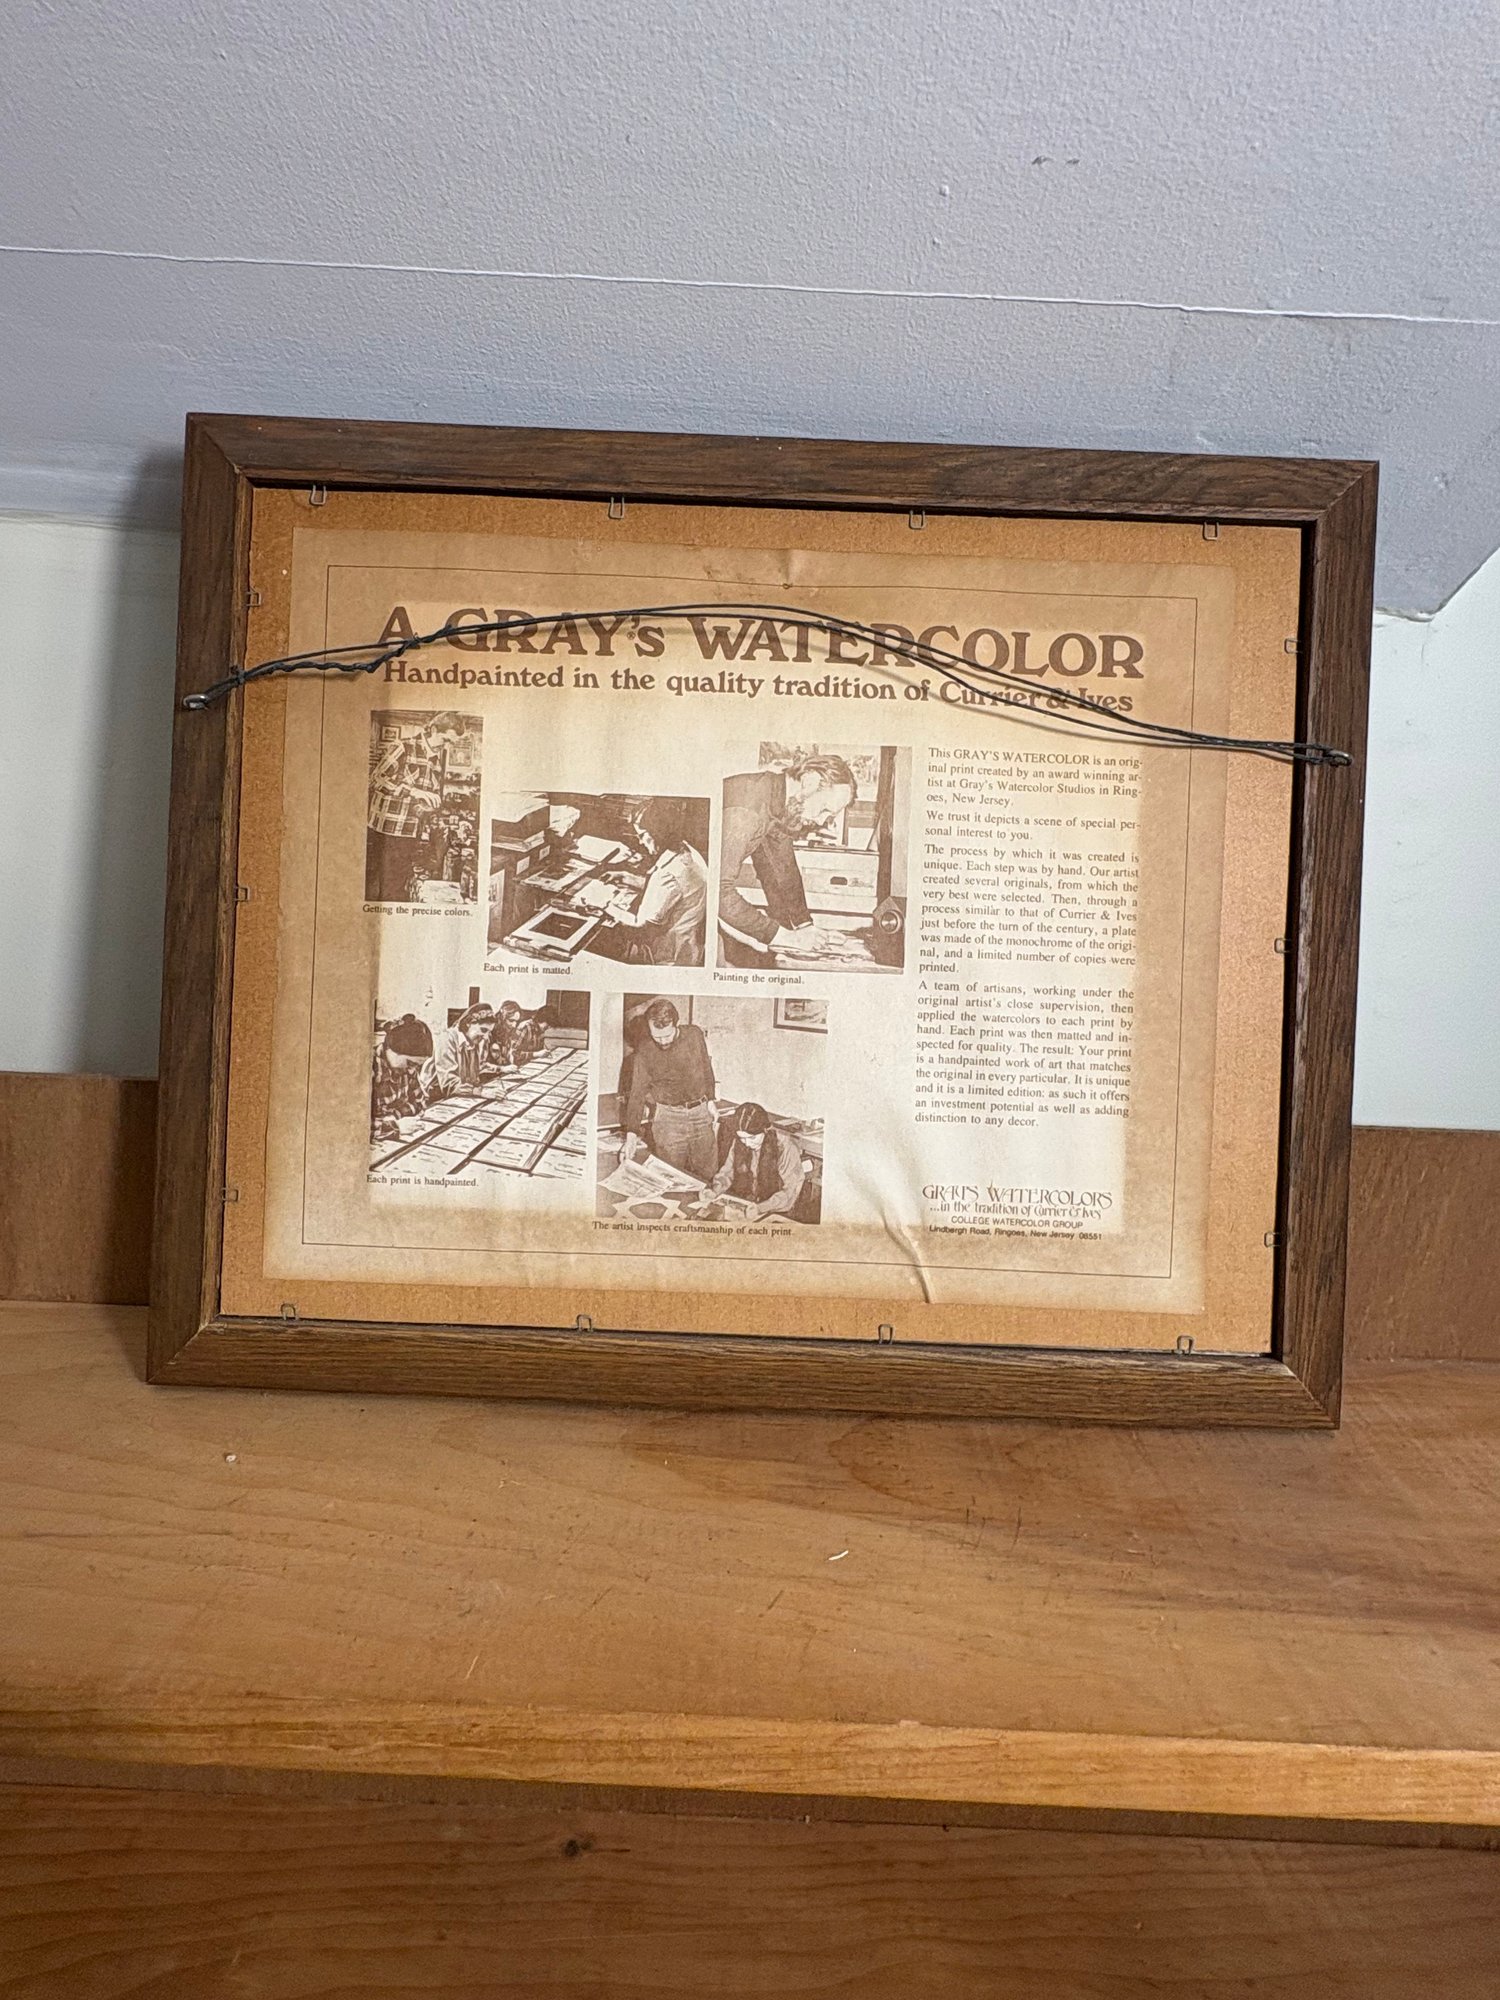 A GRAY's WATERCOLOR
Handpainted in the quality tradition of Currier & Ives
Getting the precise colors.
Each print is matted.
Painting the original.
Each print is handpainted.
The artist inspects craftsmanship of each print.
This GRAY'S WATERCOLOR is an orig-
inal print created by an award winning ar-
tist at Gray's Watercolor Studios in Ring-
oes, New Jersey.
We trust it depicts a scene of special per-
sonal interest to you.
The process by which it was created is
unique. Each step was by hand. Our artist
created several originals, from which the
very best were selected. Then, through a
process similar to that of Currier & Ives
just before the turn of the century, a plate
was made of the monochrome of the origi-
nal, and a limited number of copies were
printed.
A team of artisans, working under the
original artist's close supervision, then
applied the watercolors to each print by
hand. Each print was then matted and in-
spected for quality. The result: Your print
is a handpainted work of art that matches
the original in every particular. It is unique
and it is a limited edition: as such it offers
an investment potential as well as adding
distinction to any decor.
GRAY'S WATERCOLORS
...in the tradition of Currier & Ives
COLLEGE WATERCOLOR GROUP
Lindbergh Road, Ringoes, New Jersey 08551